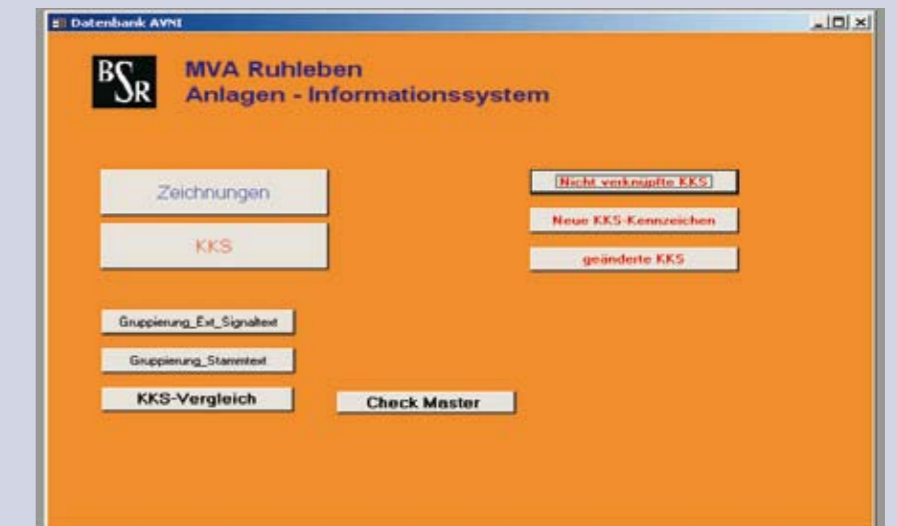 Datenbank AVNI
BSR
MVA Ruhleben
Anlagen - Informationssystem
Zeichnungen
KKS
Nicht verknüpfte KKS
Neue KKS-Kennzeichen
geänderte KKS
Gruppierung_Ext_Signaltext
Gruppierung_Stammtext
KKS-Vergleich
Check Master